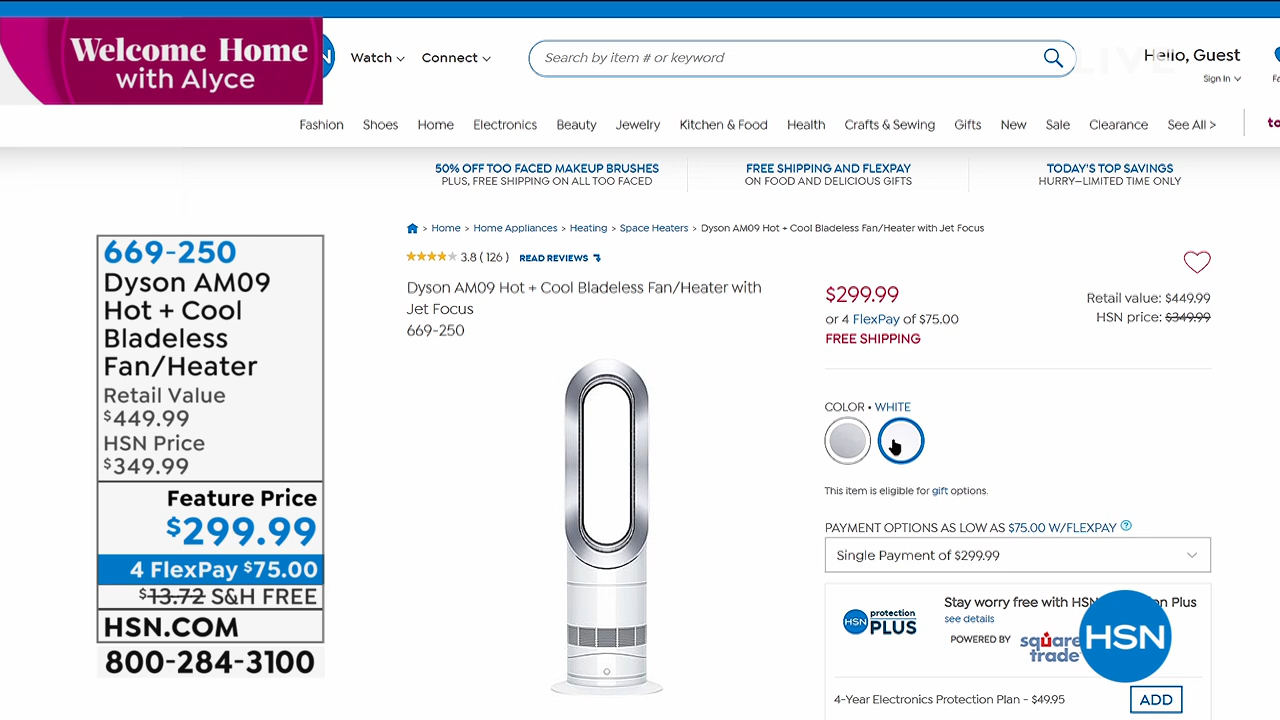 Welcome Home
with Alyce
N
Watch
Connect
Search by item # or keyword
LIVE
Hello, Guest
Sign In
Fashion Shoes Home Electronics Beauty Jewelry Kitchen & Food Health Crafts & Sewing Gifts New Sale Clearance See All >
50% OFF TOO FACED MAKEUP BRUSHES
PLUS, FREE SHIPPING ON ALL TOO FACED
FREE SHIPPING AND FLEXPAY
ON FOOD AND DELICIOUS GIFTS
TODAY'S TOP SAVINGS
HURRY—LIMITED TIME ONLY
669-250
Dyson AM09
Hot + Cool
Bladeless
Fan/Heater
Retail Value
$449.99
HSN Price
$349.99
Feature Price
$299.99
4 FlexPay $75.00
$13.72 S&H FREE
HSN.COM
800-284-3100
> Home > Home Appliances > Heating > Space Heaters > Dyson AM09 Hot + Cool Bladeless Fan/Heater with Jet Focus
3.8 ( 126 ) READ REVIEWS
Dyson AM09 Hot + Cool Bladeless Fan/Heater with
Jet Focus
669-250
$299.99
or 4 FlexPay of $75.00
FREE SHIPPING
Retail value: $449.99
HSN price: $349.99
COLOR • WHITE
This item is eligible for gift options.
PAYMENT OPTIONS AS LOW AS $75.00 W/FLEXPAY ?
Single Payment of $299.99
HSN protection
PLUS
Stay worry free with HSN
on Plus
see details
POWERED BY square
trade
HSN
4-Year Electronics Protection Plan - $49.95
ADD